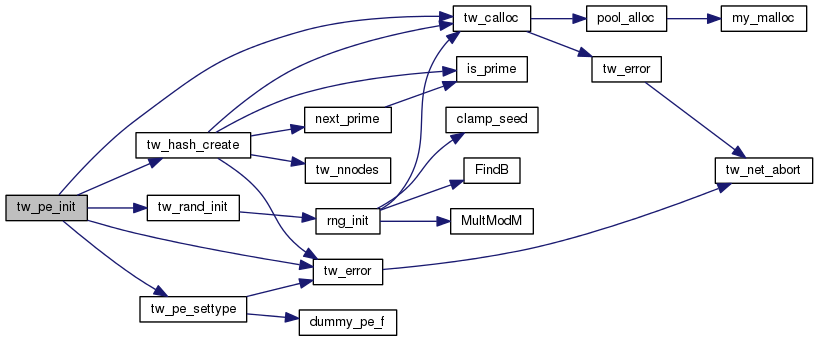 tw_calloc
pool_alloc
my_malloc
is_prime
tw_error
next_prime
clamp_seed
tw_hash_create
tw_nnodes
FindB
tw_net_abort
tw_pe_init
tw_rand_init
rng_init
MultModM
tw_error
tw_pe_settype
dummy_pe_f